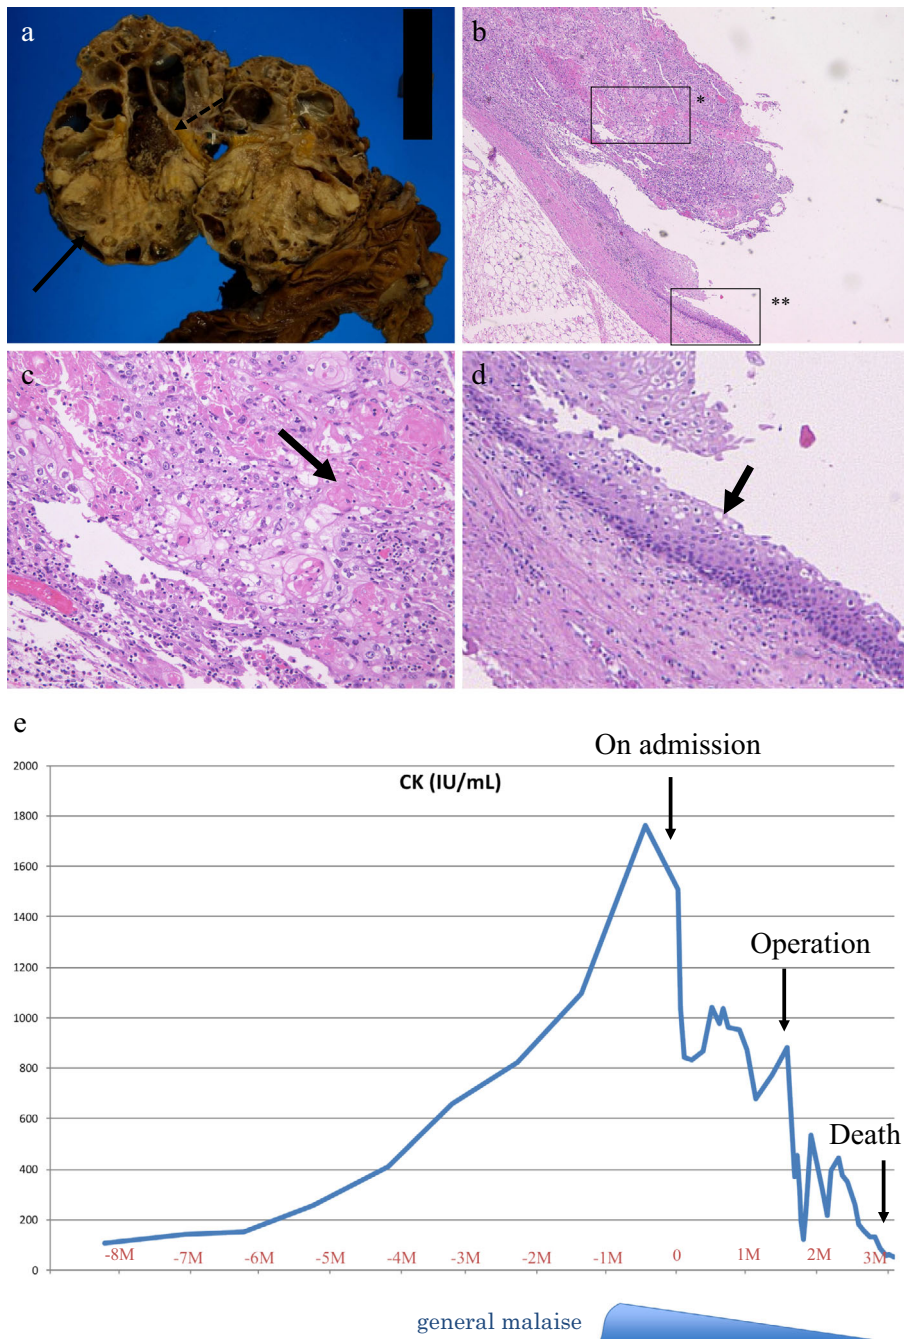 a
b
*
**
c
d
e
On admission
CK (IU/mL)
Operation
Death
2000
1800
1600
1400
1200
1000
800
600
400
200
0
-8M -7M -6M -5M -4M -3M -2M -1M 0 1M 2M 3M
general malaise